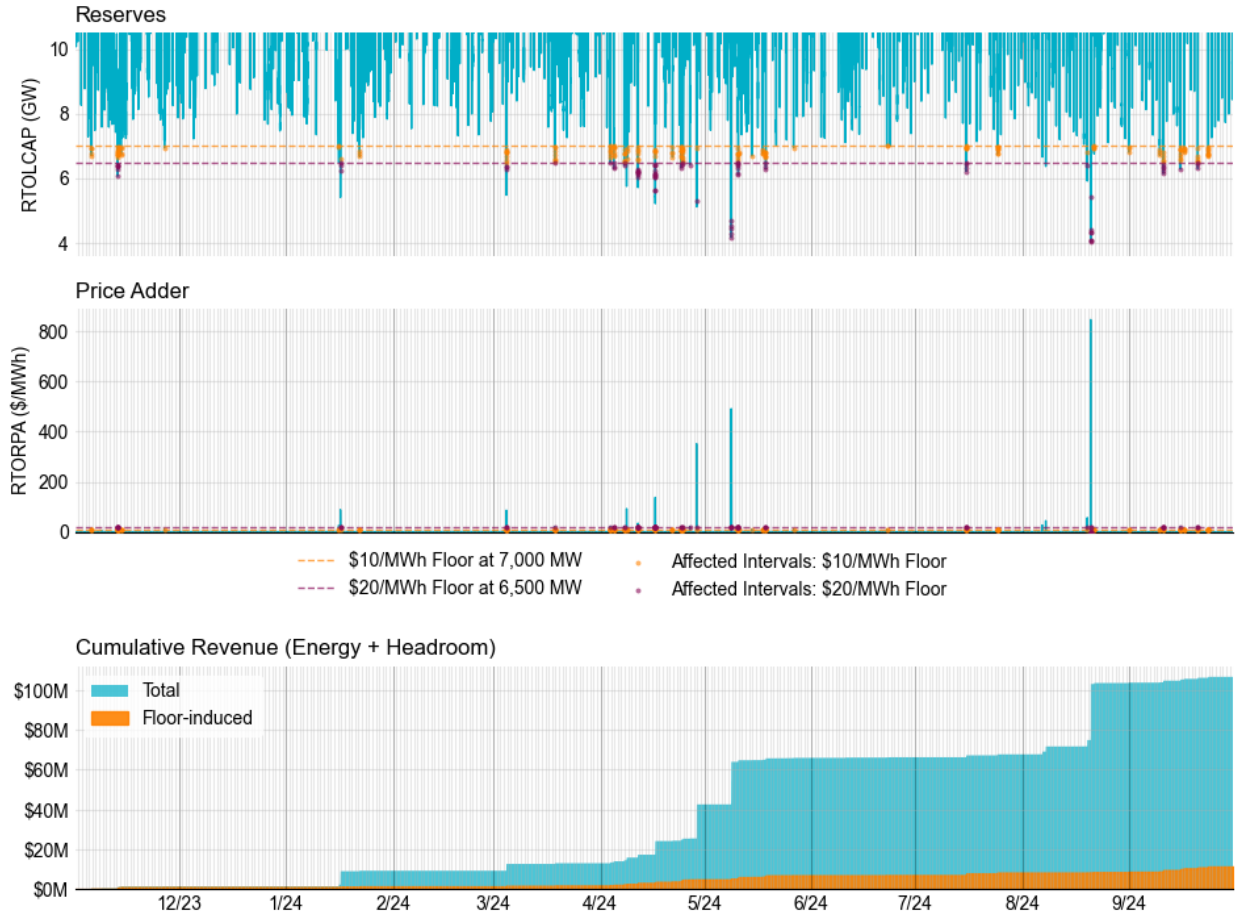 Reserves
10
8
6
4
RTOLCAP (GW)
Price Adder
800
600
400
200
0
RTORPA ($/MWh)
$10/MWh Floor at 7,000 MW
Affected Intervals: $10/MWh Floor
$20/MWh Floor at 6,500 MW
Affected Intervals: $20/MWh Floor
Cumulative Revenue (Energy + Headroom)
$100M
$80M
$60M
$40M
$20M
$0M
Total
Floor-induced
12/23 1/24 2/24 3/24 4/24 5/24 6/24 7/24 8/24 9/24